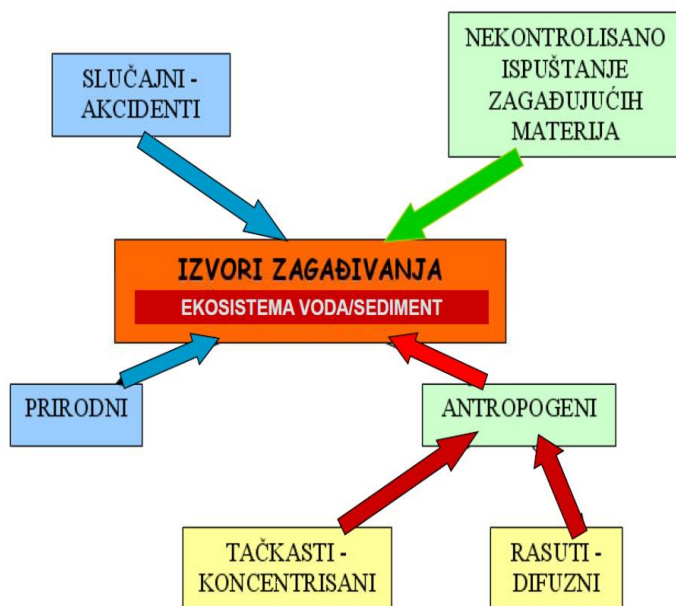 SLUČAJNI -
AKCIDENTI
NEKONTROLISANO
ISPUŠTANJE
ZAGAĐUJUĆIH
MATERIJA
IZVORI ZAGAĐIVANJA
EKOSISTEMA VODA/SEDIMENT
PRIRODNI
ANTROPOGENI
TAČKASTI -
KONCENTRISANI
RASUTI -
DIFUZNI